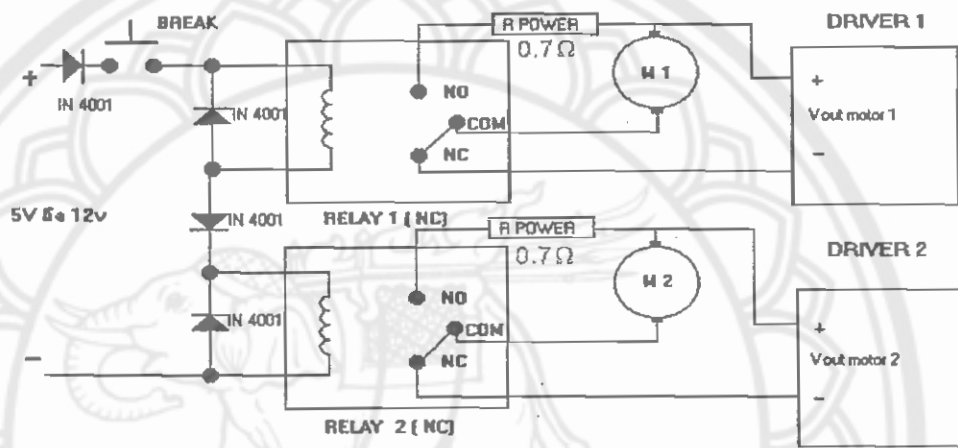 BREAK
R POWER
DRIVER 1
0.7Ω
+
IN 4001
M 1
+
NO
IN 4001
Vout motor 1
COM
NC
−
5V 12v
IN 4001
RELAY 1 ( NC )
R POWER
DRIVER 2
0.7Ω
M 2
NO
IN 4001
+
COM
−
NC
Vout motor 2
−
RELAY 2 ( NC )